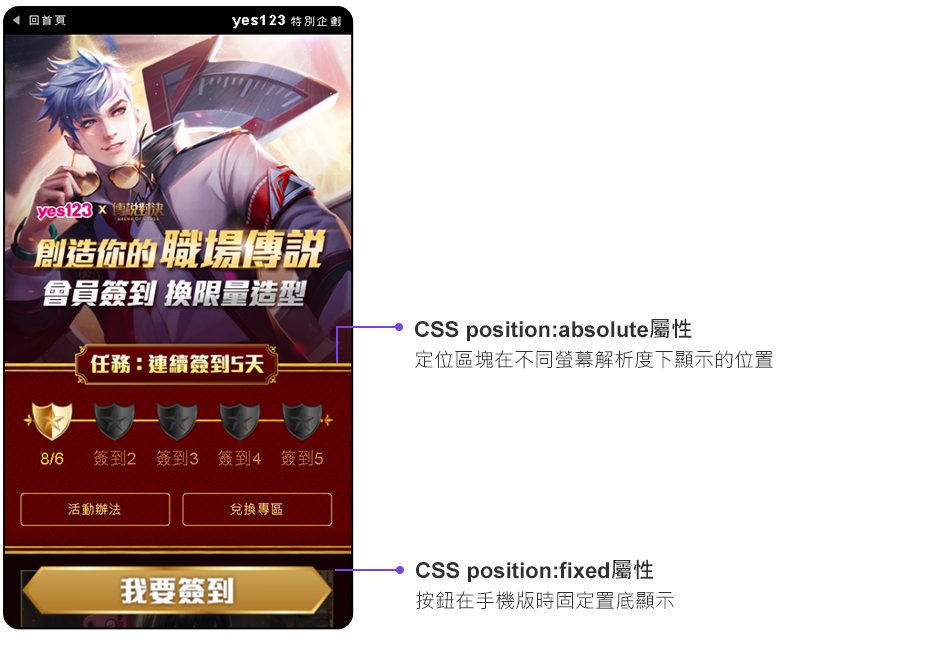 回首頁
yes123 特別企劃
yes123 x 傳說對決
創造你的 職場傳說
會員簽到 換限量造型
CSS position:absolute屬性
定位區塊在不同螢幕解析度下顯示的位置
任務：連續簽到5天
8/6 簽到2 簽到3 簽到4 簽到5
活動辦法 兌換專區
CSS position:fixed屬性
按鈕在手機版時固定置底顯示
我要簽到